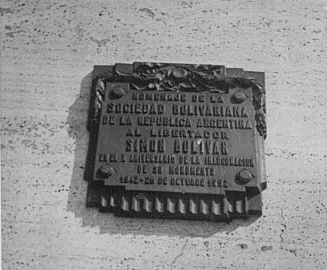 HOMENAJE DE LA
SOCIEDAD BOLIVARIANA
DE LA REPUBLICA ARGENTINA
AL LIBERTADOR
SIMON BOLIVAR
EN EL X ANIVERSARIO DE LA INAUGURACION
DE SU MONUMENTO
1942-28 DE OCTUBRE 1952